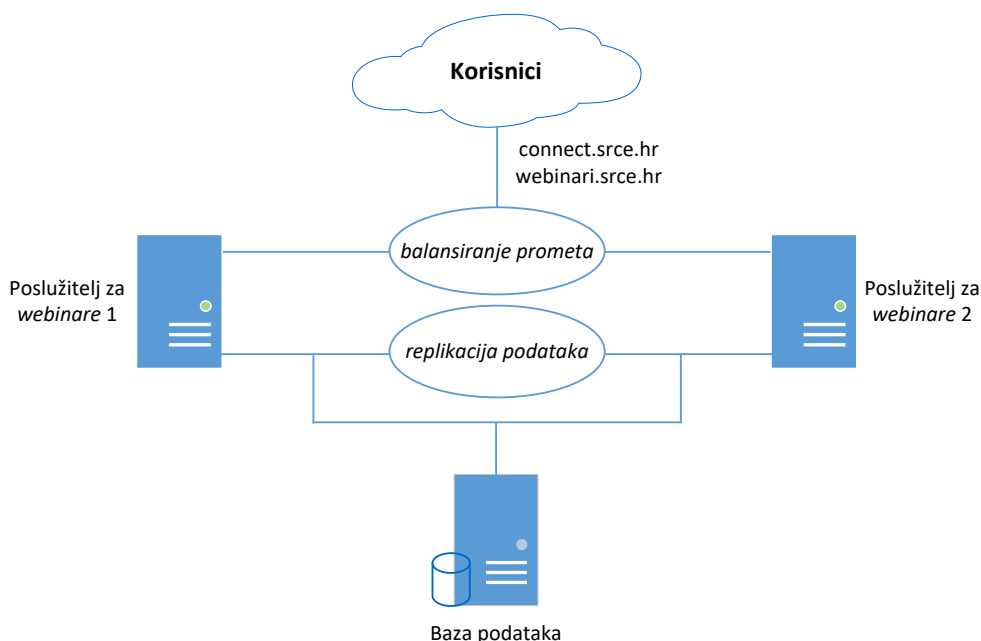 Korisnici
connect.srce.hr
webinari.srce.hr
balansiranje prometa
Poslužitelj za
webinare 1
Poslužitelj za
webinare 2
replikacija podataka
Baza podataka